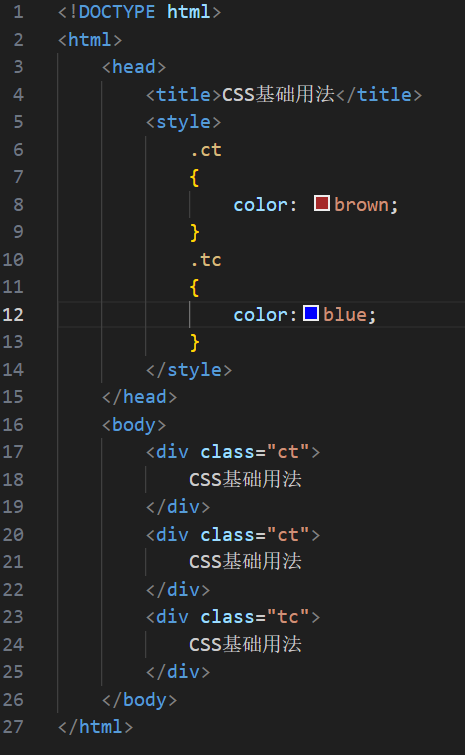 1 <!DOCTYPE html>
2 <html>
3     <head>
4         <title>CSS基础用法</title>
5         <style>
6             .ct
7             {
8                 color: brown;
9             }
10             .tc
11             {
12                 color:blue;
13             }
14         </style>
15     </head>
16     <body>
17         <div class="ct">
18             CSS基础用法
19         </div>
20         <div class="ct">
21             CSS基础用法
22         </div>
23         <div class="tc">
24             CSS基础用法
25         </div>
26     </body>
27 </html>